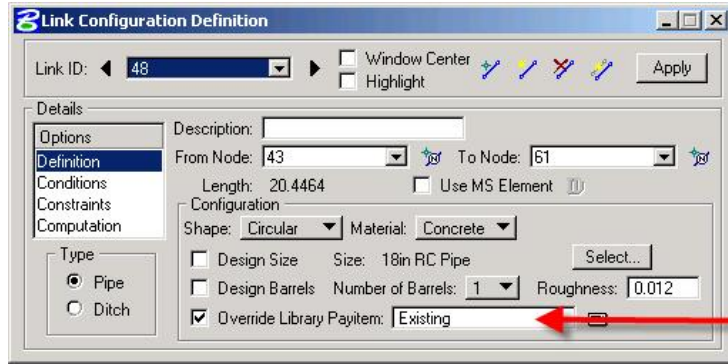 Link Configuration Definition
Link ID: 48
Window Center
Highlight
Apply
Details
Options
Definition
Conditions
Constraints
Computation
Type
Pipe
Ditch
Description:
From Node: 43 To Node: 61
Length: 20.4464 Use MS Element
Configuration
Shape: Circular Material: Concrete
Design Size Size: 18in RC Pipe Select...
Design Barrels Number of Barrels: 1 Roughness: 0.012
Override Library Payitem: Existing